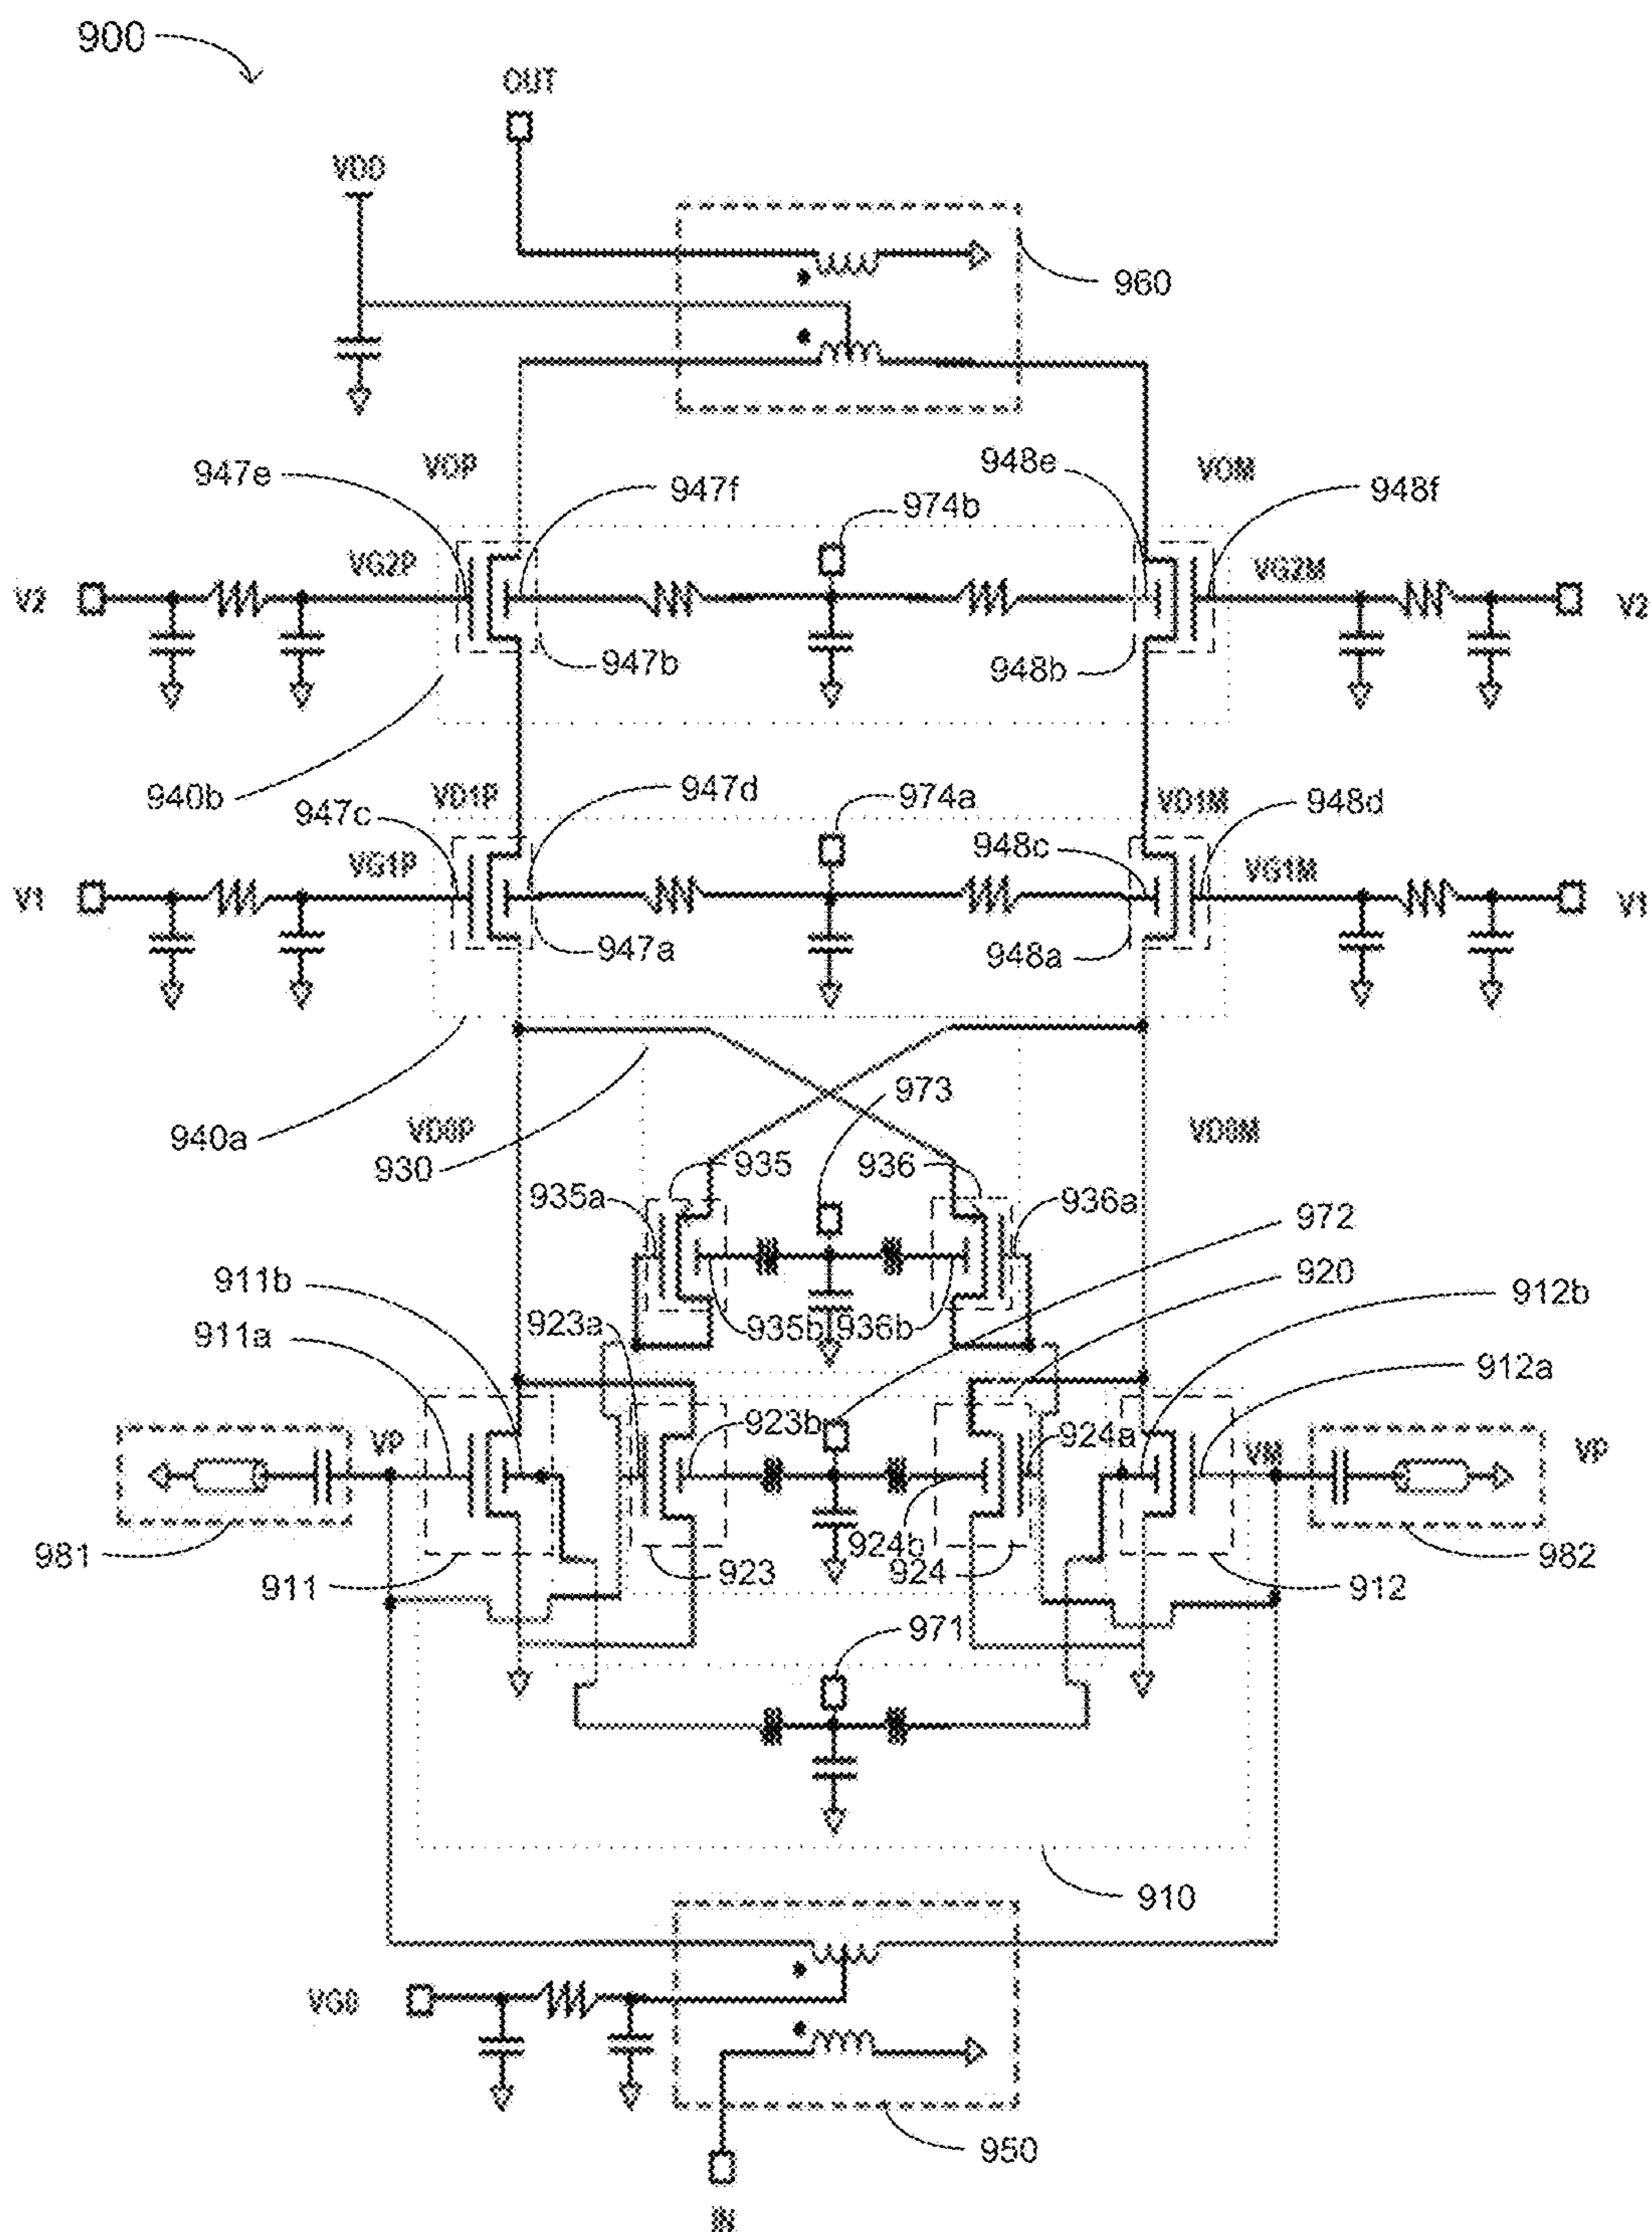 900
OUT
VDD
960
947e
VOP
947f
974b
948e
VOM
948f
V2
VG2P
VG2M
V2
947b
948b
940b
947c
VD1P
947d
974a
948c
VD1M
948d
V1
VG1P
VG1M
V1
947a
948a
940a
VD0P
930
973
VD0M
935
936
935a
936a
972
911b
920
912b
911a
923a
935b
936b
912a
VP
923b
924a
VM
VP
981
911
923
924b
924
912
982
971
910
VG0
950
IN